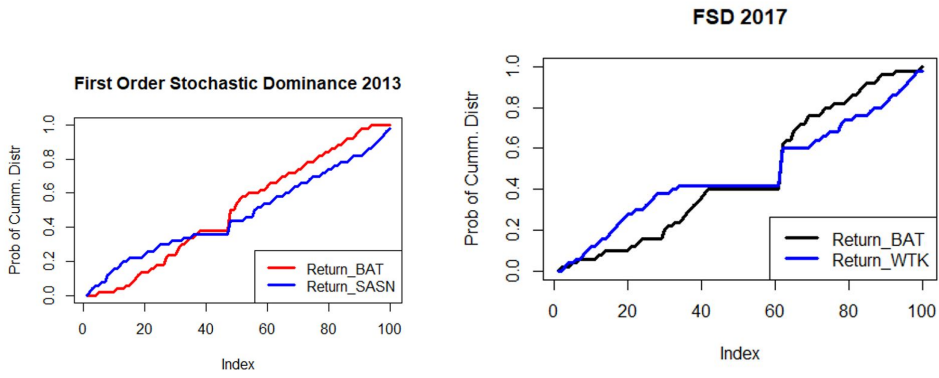 First Order Stochastic Dominance 2013
Prob of Cumm. Distr
1.0
0.8
0.6
0.4
0.2
0.0
Return_BAT
Return_SASN
0 20 40 60 80 100
Index
FSD 2017
Prob of Cumm. Distr
1.0
0.8
0.6
0.4
0.2
0.0
Return_BAT
Return_WTK
0 20 40 60 80 100
Index